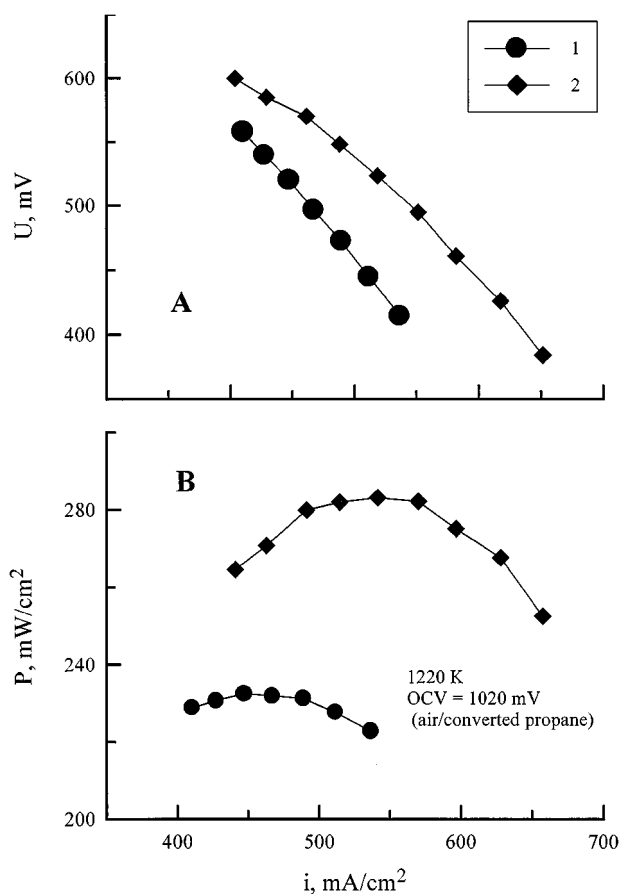 1
2
600
500
400
U, mV
A
B
280
240
200
P, mW/cm²
1220 K
OCV = 1020 mV
(air/converted propane)
400
500
600
700
i, mA/cm²